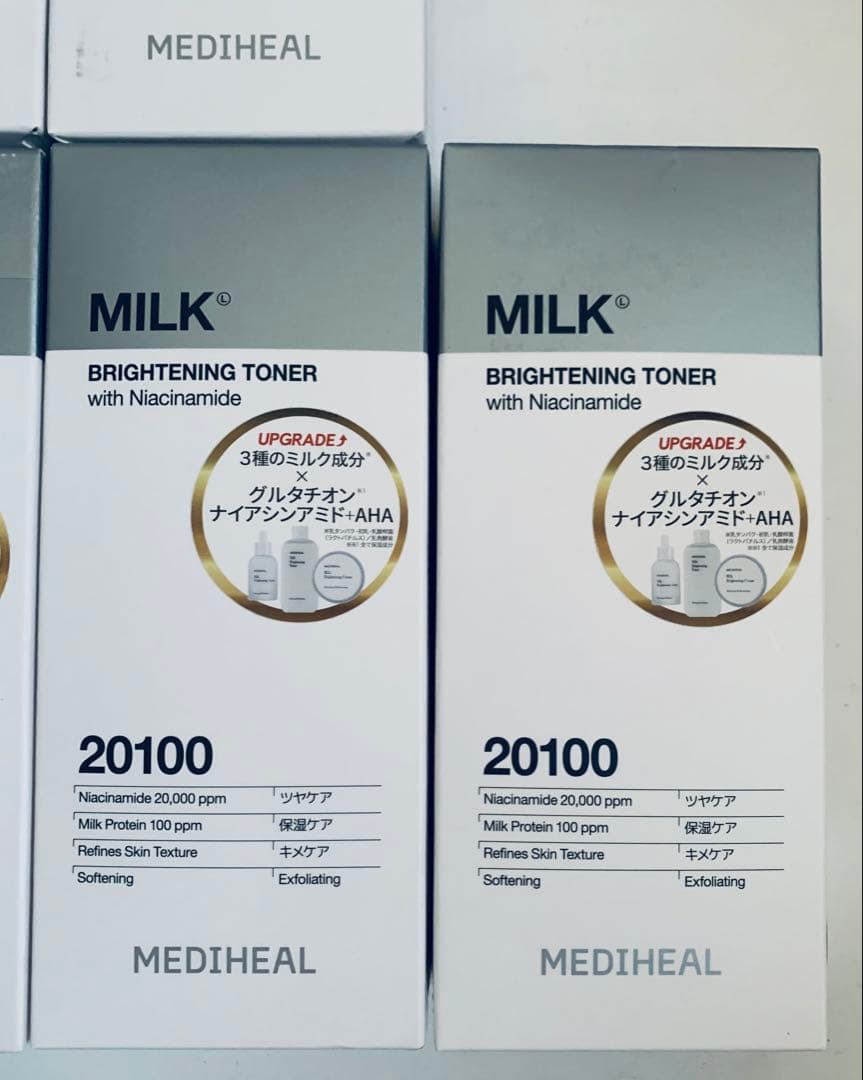 MEDIHEAL
MILK Ⓛ
BRIGHTENING TONER
with Niacinamide
UPGRADE
3種のミルク成分※
×
グルタチオン※1
ナイアシンアミド+AHA
20100
Niacinamide 20,000 ppm ツヤケア
Milk Protein 100 ppm 保湿ケア
Refines Skin Texture キメケア
Softening Exfoliating
MEDIHEAL
MILK Ⓛ
BRIGHTENING TONER
with Niacinamide
UPGRADE
3種のミルク成分※
×
グルタチオン※1
ナイアシンアミド+AHA
20100
Niacinamide 20,000 ppm ツヤケア
Milk Protein 100 ppm 保湿ケア
Refines Skin Texture キメケア
Softening Exfoliating
MEDIHEAL